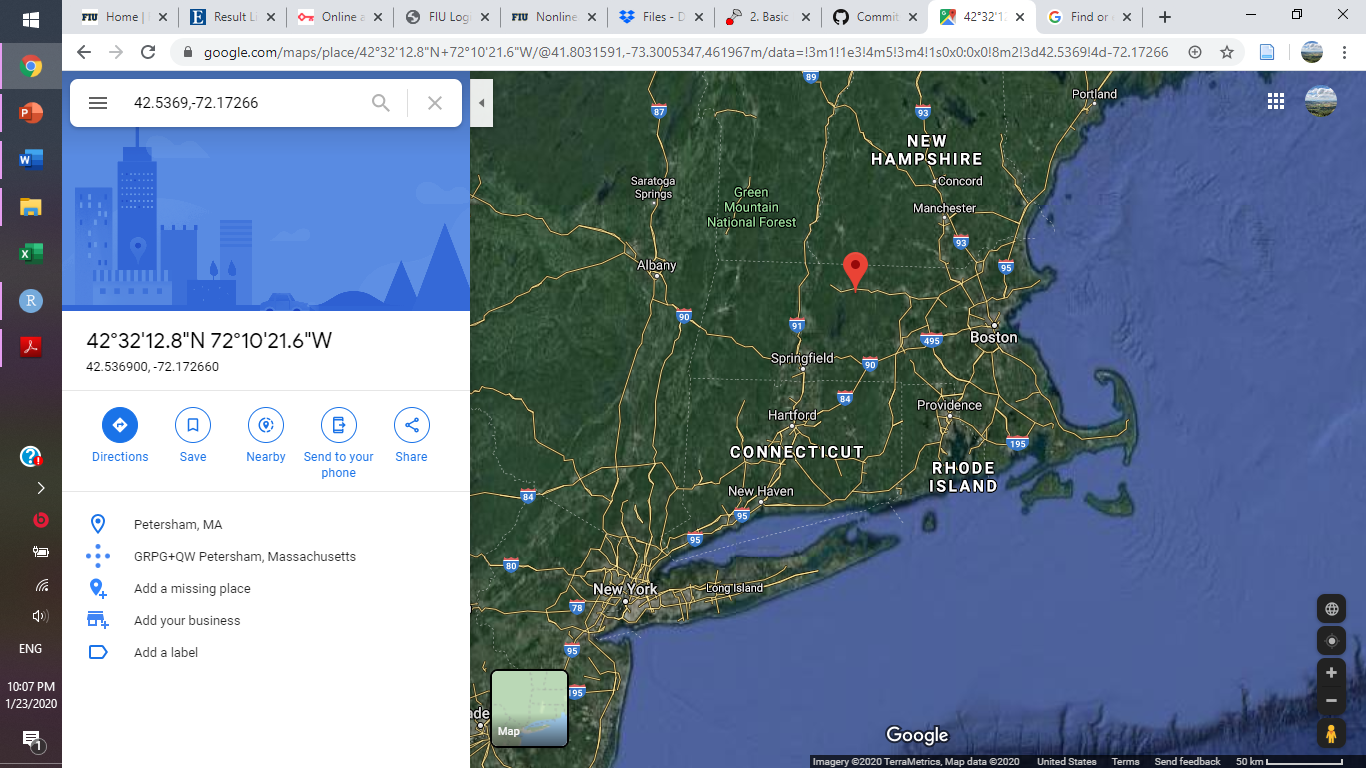 Home |
Result Li
Online a
FIU Log
FIU
Nonline
Files - D
2. Basic
Commit
42°32'12
Find or
google.com/maps/place/42°32'12.8"N+72°10'21.6"W/@41.8031591,-73.3005347,461967m/data=!3m1!1e3!4m5!3m4!1s0x0:0x0!8m2!3d42.5369!4d-72.17266
42.5369,-72.17266
42°32'12.8"N 72°10'21.6"W
42.536900, -72.172660
Directions
Save
Nearby
Send to your
phone
Share
Petersham, MA
GRPG+QW Petersham, Massachusetts
Add a missing place
Add your business
Add a label
89
Portland
87
93
NEW
HAMPSHIRE
Saratoga
Springs
Green
Mountain
National Forest
Concord
Manchester
93
Albany
95
90
91
495
Boston
Springfield
90
84
Hartford
Providence
195
CONNECTICUT
RHODE
ISLAND
New Haven
84
95
95
80
New York
Long Island
78
95
195
ade
Map
Google
Imagery ©2020 TerraMetrics, Map data ©2020
United States
Terms
Send feedback
50 km
ENG
10:07 PM
1/23/2020
1